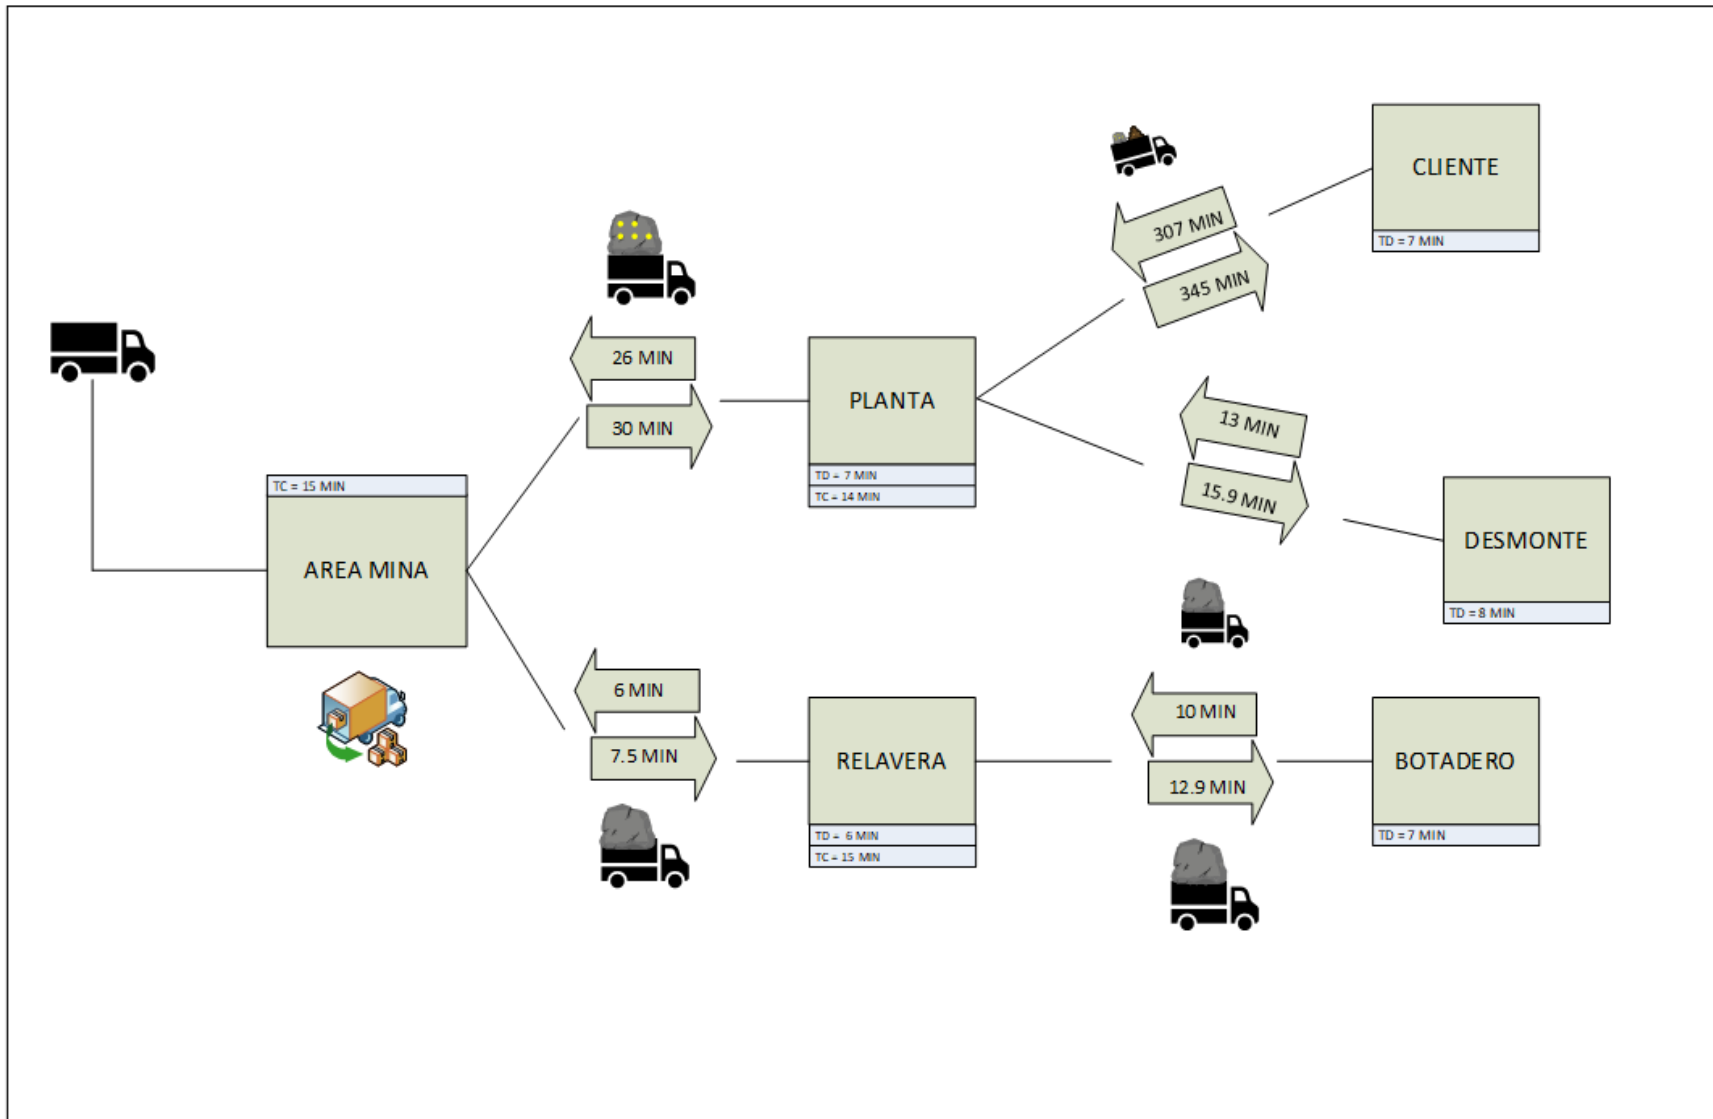 CLIENTE
TD = 7 MIN
307 MIN
345 MIN
26 MIN
30 MIN
PLANTA
TD = 7 MIN
TC = 14 MIN
13 MIN
15.9 MIN
TC = 15 MIN
AREA MINA
DESMONTE
TD = 8 MIN
6 MIN
7.5 MIN
RELAVERA
TD = 6 MIN
TC = 15 MIN
10 MIN
12.9 MIN
BOTADERO
TD = 7 MIN